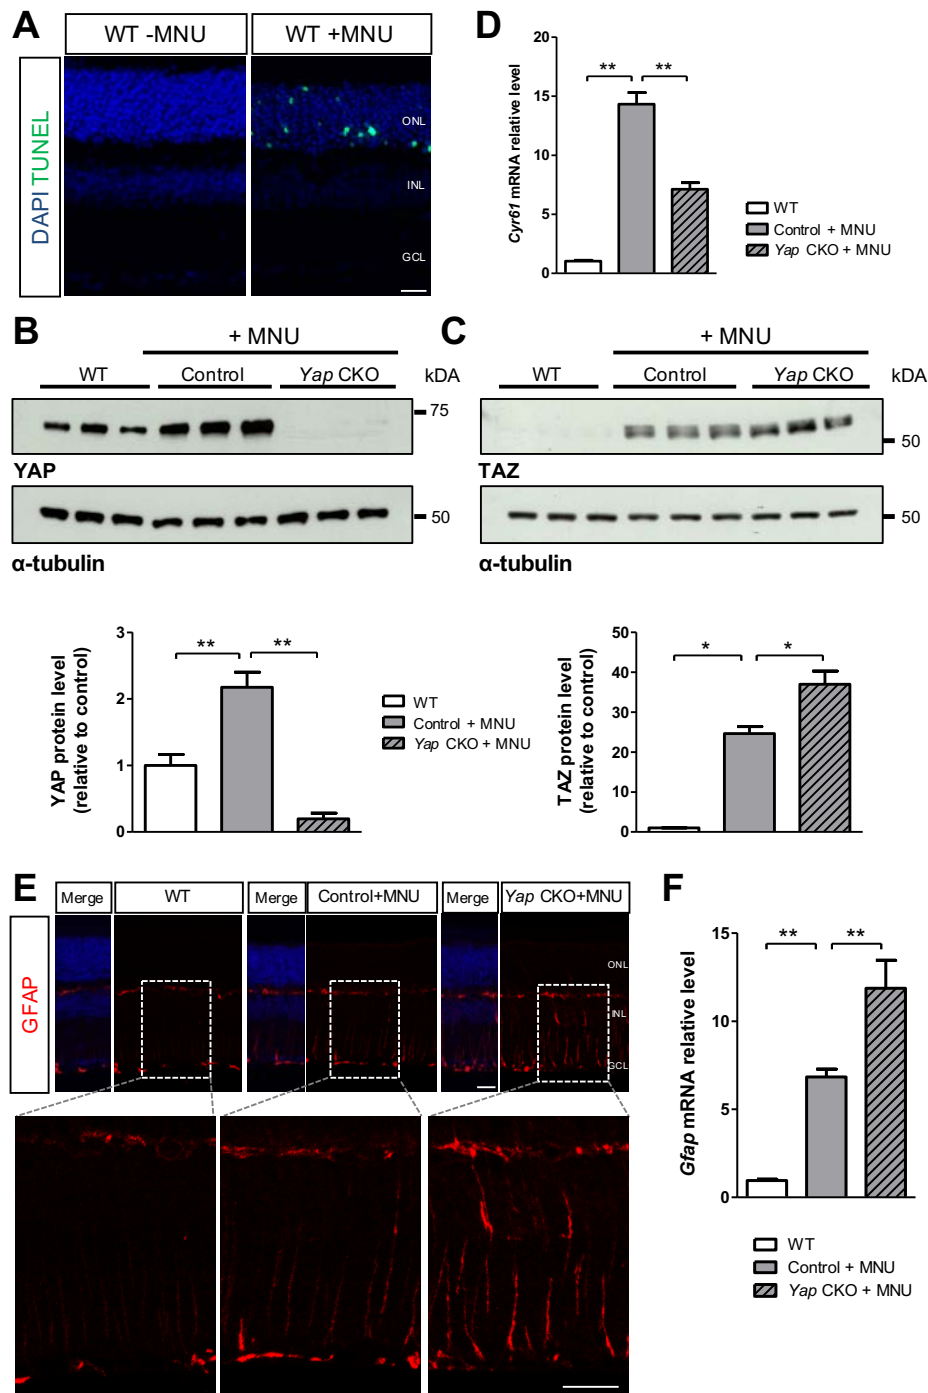 A
WT -MNU
WT +MNU
DAPI TUNEL
ONL
INL
GCL
D
Cyr61 mRNA relative level
20
15
10
5
0
**
**
WT
Control + MNU
Yap CKO + MNU
B
+ MNU
WT
Control
Yap CKO
kDA
75
YAP
50
α-tubulin
C
+ MNU
WT
Control
Yap CKO
kDA
50
TAZ
50
α-tubulin
YAP protein level
(relative to control)
3
2
1
0
**
**
WT
Control + MNU
Yap CKO + MNU
TAZ protein level
(relative to control)
50
40
30
20
10
0
*
*
E
GFAP
Merge
WT
Merge
Control+MNU
Merge
Yap CKO+MNU
ONL
INL
GCL
F
Gfap mRNA relative level
15
10
5
0
**
**
WT
Control + MNU
Yap CKO + MNU